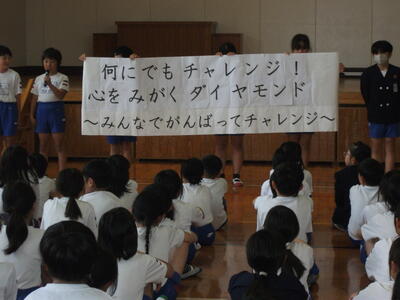 何にでもチャレンジ！
心をみがくダイヤモンド
～みんなでがんばってチャレンジ～